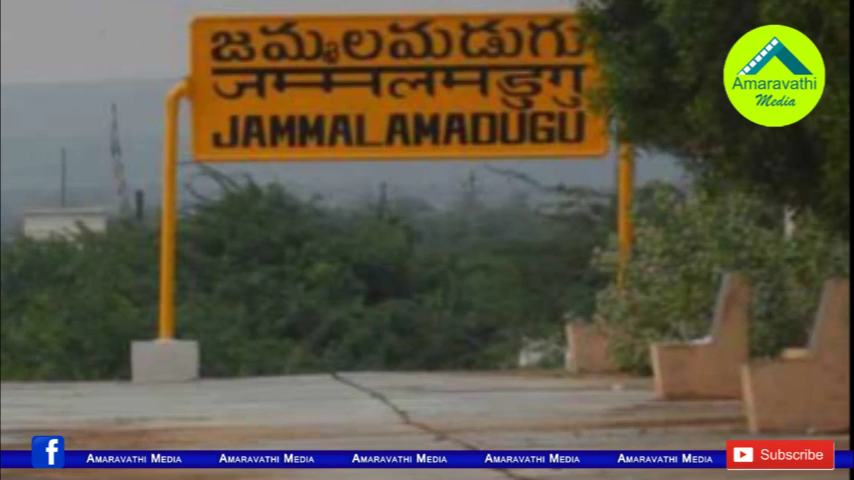 జమ్మలమడుగు
जम्मलमडुगु
JAMMALAMADUGU
Amaravathi
Media
f AMARAVATHI MEDIA AMARAVATHI MEDIA AMARAVATHI MEDIA AMARAVATHI MEDIA AMARAVATHI MEDIA Subscribe